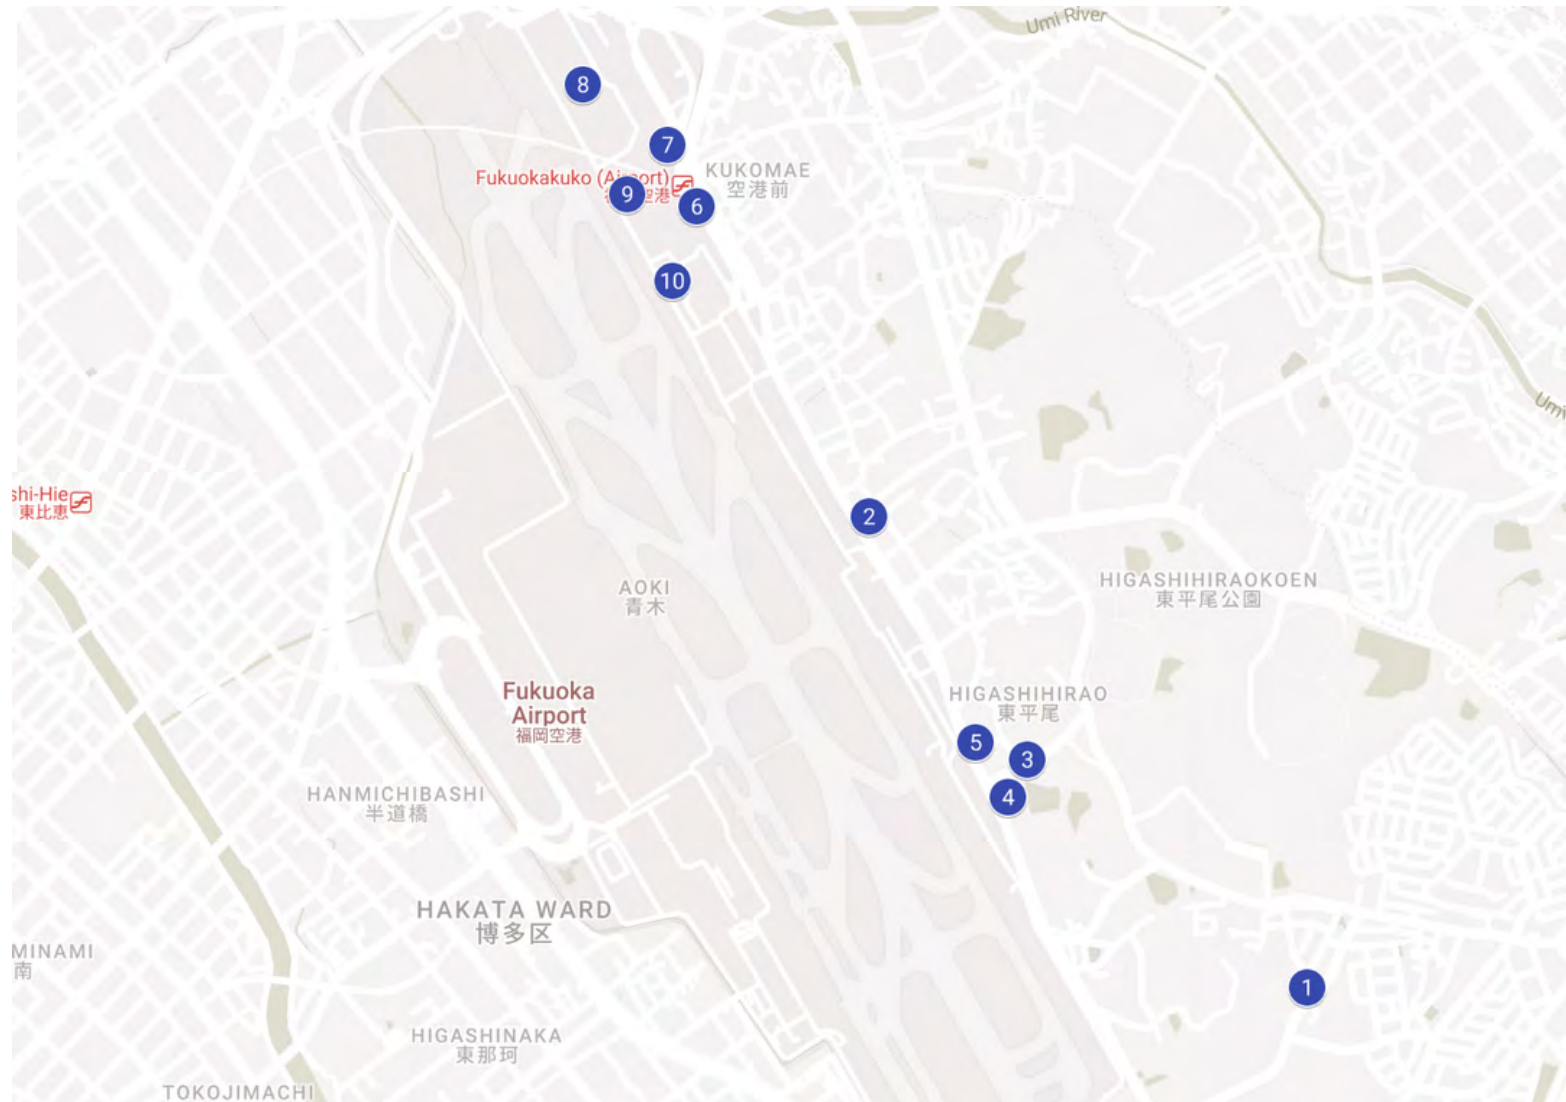 Umi River
8
7
KUKOMAE
空港前
Fukuokakuko (Airport)
9
空港
6
10
Umi
shi-Hie
東比恵
2
AOKI
青木
HIGASHIHIRAOKOEN
東平尾公園
Fukuoka
Airport
福岡空港
HIGASHIHIRAO
東平尾
5
3
4
HANMICHIBASHI
半道橋
HAKATA WARD
博多区
MINAMI
南
1
HIGASHINAKA
東那珂
TOKOJIMACHI